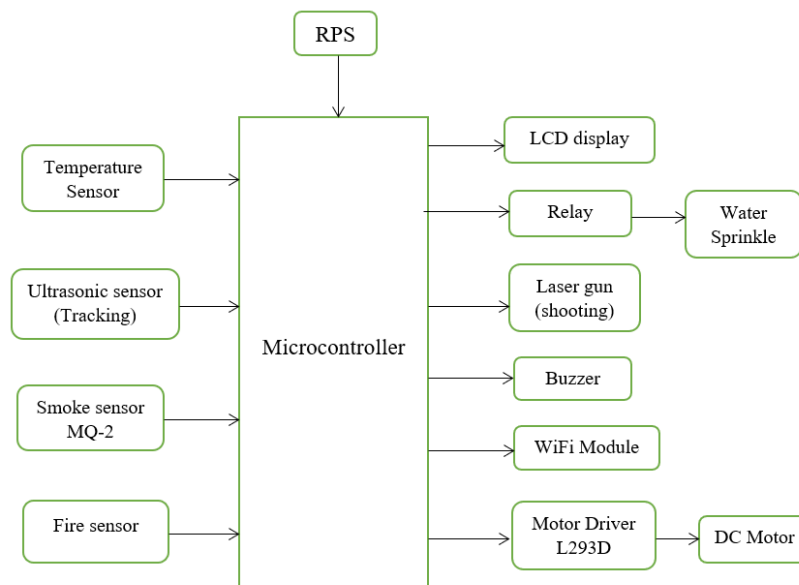 RPS
Temperature
Sensor
Ultrasonic sensor
(Tracking)
Smoke sensor
MQ-2
Fire sensor
Microcontroller
LCD display
Relay
Water
Sprinkle
Laser gun
(shooting)
Buzzer
WiFi Module
Motor Driver
L293D
DC Motor